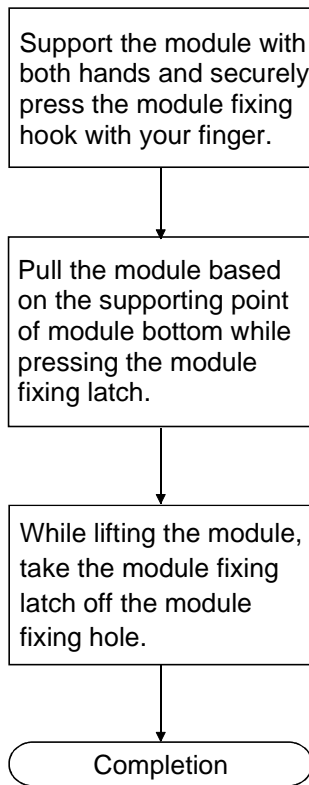 Support the module with
both hands and securely
press the module fixing
hook with your finger.
Pull the module based
on the supporting point
of module bottom while
pressing the module
fixing latch.
While lifting the module,
take the module fixing
latch off the module
fixing hole.
Completion